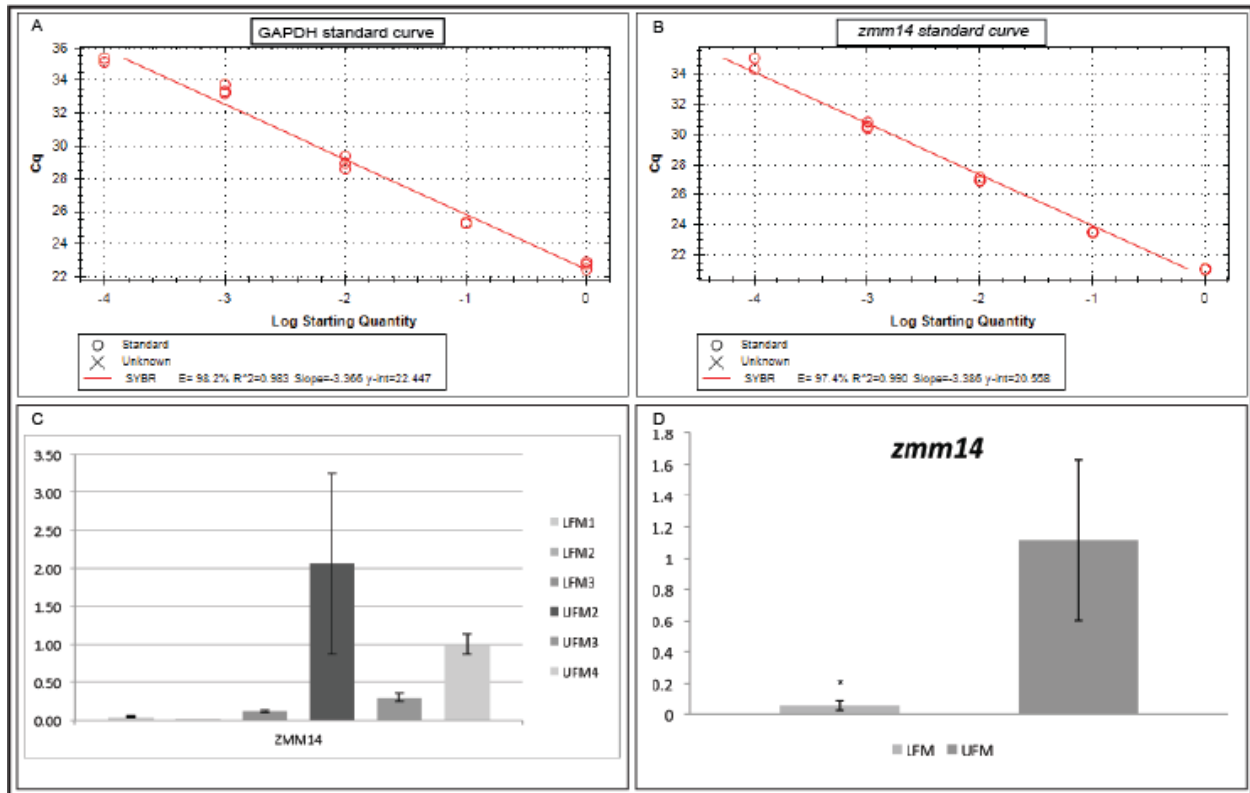 A
GAPDH standard curve
36
34
32
30
28
26
24
22
Cq
-4
-3
-2
-1
0
Log Starting Quantity
Standard
Unknown
SYBR E= 98.2% R^2=0.983 Slope=-3.366 y-int=22.447
B
zmm14 standard curve
34
32
30
28
26
24
22
Cq
-4
-3
-2
-1
0
Log Starting Quantity
Standard
Unknown
SYBR E= 97.4% R^2=0.990 Slope=-3.386 y-int=20.558
C
3.50
3.00
2.50
2.00
1.50
1.00
0.50
0.00
ZMM14
LFM1
LFM2
LFM3
UFM2
UFM3
UFM4
D
zmm14
1.8
1.6
1.4
1.2
1
0.8
0.6
0.4
0.2
0
*
LFM UFM